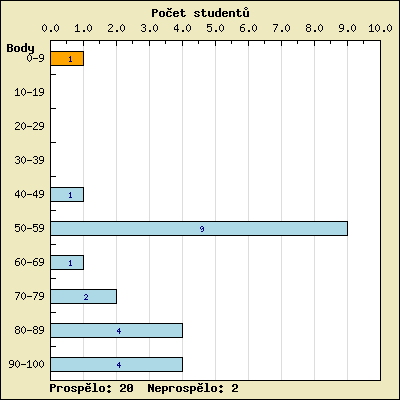 Počet studentů
0.0 1.0 2.0 3.0 4.0 5.0 6.0 7.0 8.0 9.0 10.0
Body
0-9 1
10-19
20-29
30-39
40-49 1
50-59 9
60-69 1
70-79 2
80-89 4
90-100 4
Prospělo: 20 Neprospělo: 2